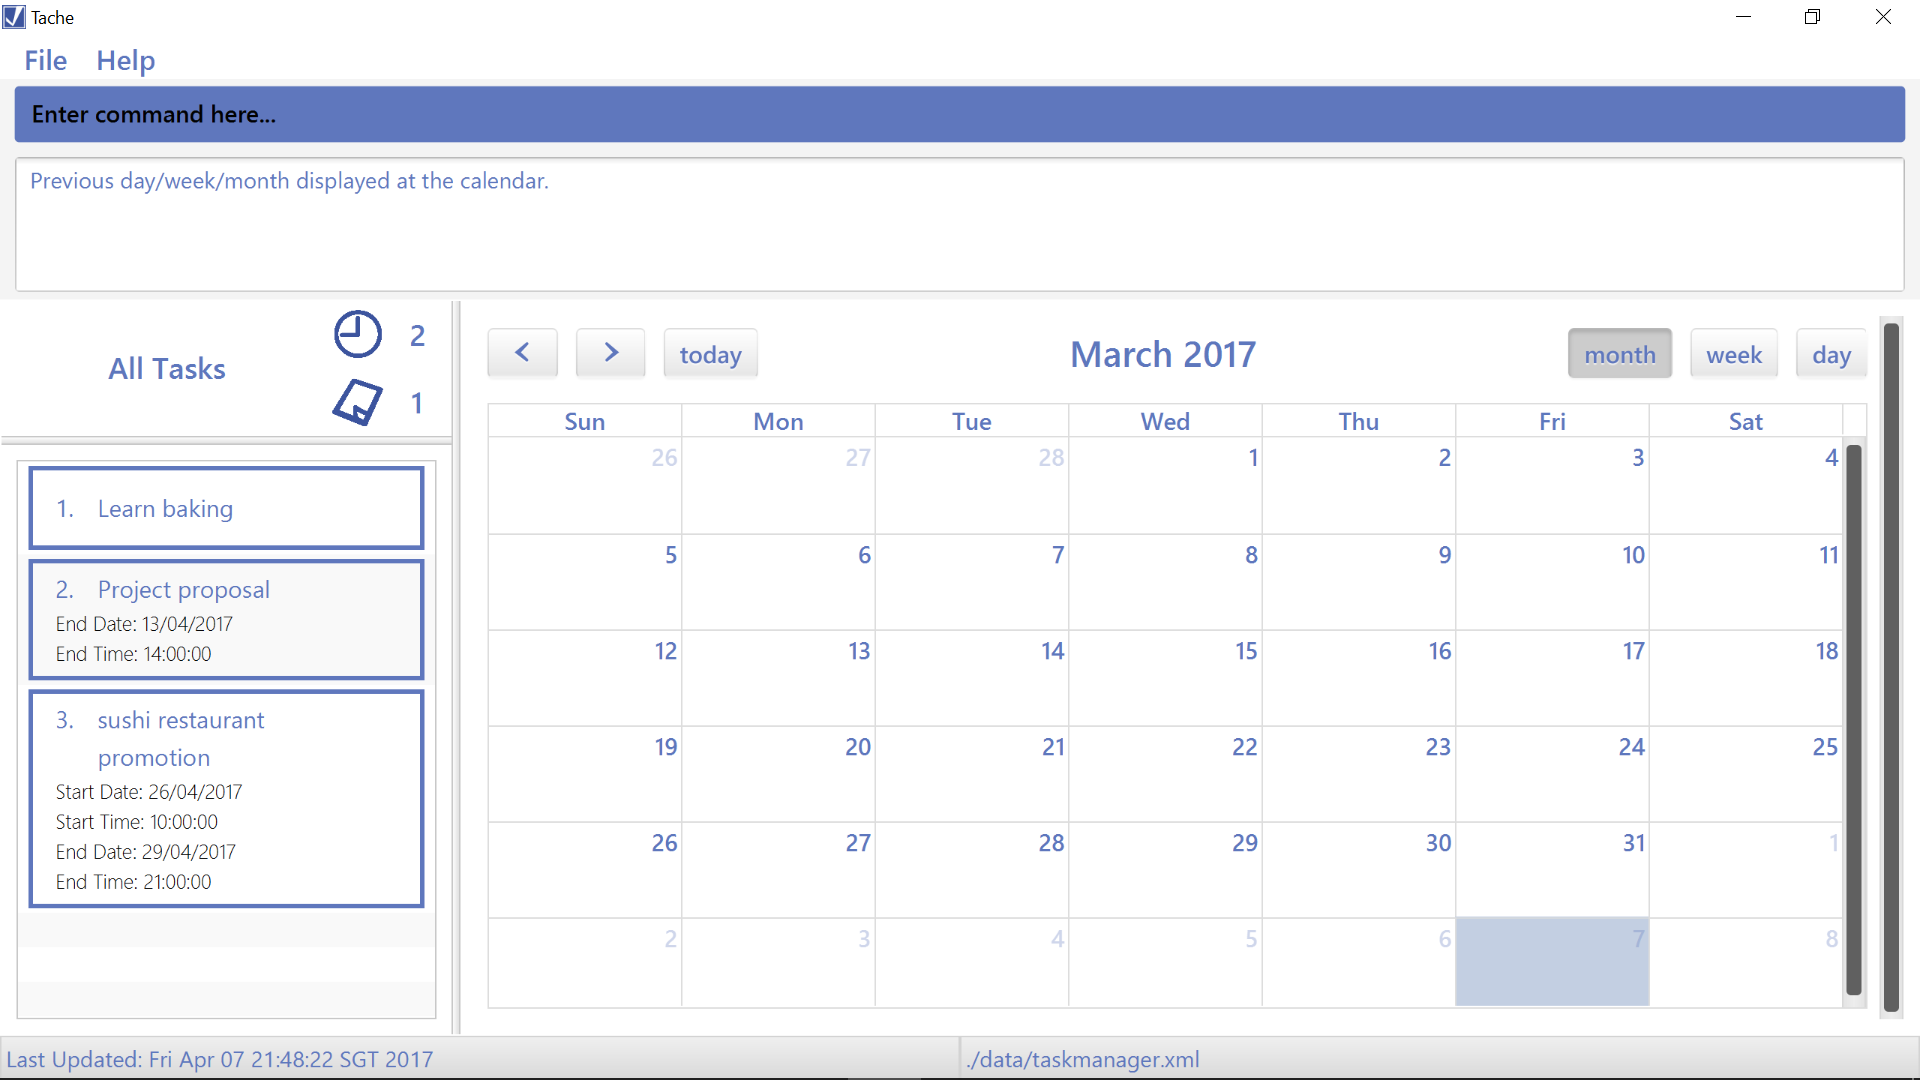 Tache
File Help
Enter command here...
Previous day/week/month displayed at the calendar.
All Tasks
2
1
1. Learn baking
2. Project proposal
End Date: 13/04/2017
End Time: 14:00:00
3. sushi restaurant
promotion
Start Date: 26/04/2017
Start Time: 10:00:00
End Date: 29/04/2017
End Time: 21:00:00
< > today March 2017 month week day
Sun Mon Tue Wed Thu Fri Sat
26 27 28 1 2 3 4
5 6 7 8 9 10 11
12 13 14 15 16 17 18
19 20 21 22 23 24 25
26 27 28 29 30 31 1
2 3 4 5 6 7 8
Last Updated: Fri Apr 07 21:48:22 SGT 2017
./data/taskmanager.xml